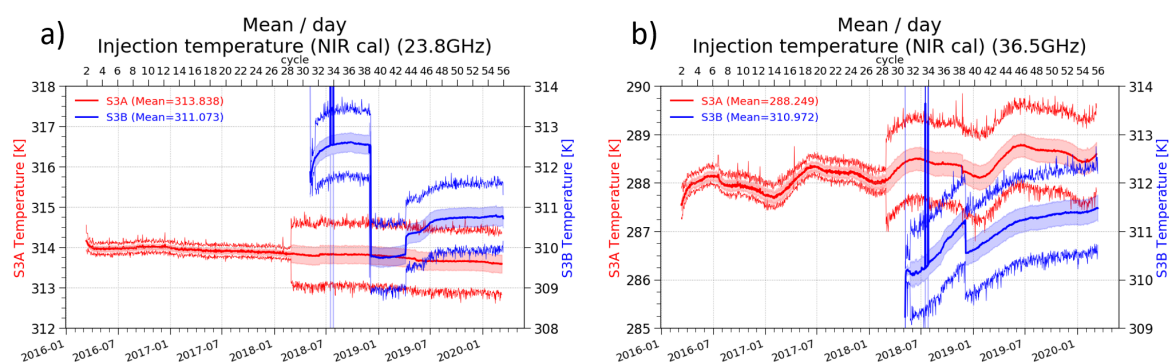 a)
Mean / day
Injection temperature (NIR cal) (23.8GHz)
cycle
2 4 6 8 10 12 14 16 18 20 22 24 26 28 30 32 34 36 38 40 42 44 46 48 50 52 54 56
318
317
316
315
314
313
312
S3A Temperature [K]
S3A (Mean=313.838)
S3B (Mean=311.073)
314
313
312
311
310
309
308
S3B Temperature [K]
2016-01 2016-07 2017-01 2017-07 2018-01 2018-07 2019-01 2019-07 2020-01
b)
Mean / day
Injection temperature (NIR cal) (36.5GHz)
cycle
2 4 6 8 10 12 14 16 18 20 22 24 26 28 30 32 34 36 38 40 42 44 46 48 50 52 54 56
290
289
288
287
286
285
S3A Temperature [K]
S3A (Mean=288.249)
S3B (Mean=310.972)
314
313
312
311
310
309
S3B Temperature [K]
2016-01 2016-07 2017-01 2017-07 2018-01 2018-07 2019-01 2019-07 2020-01